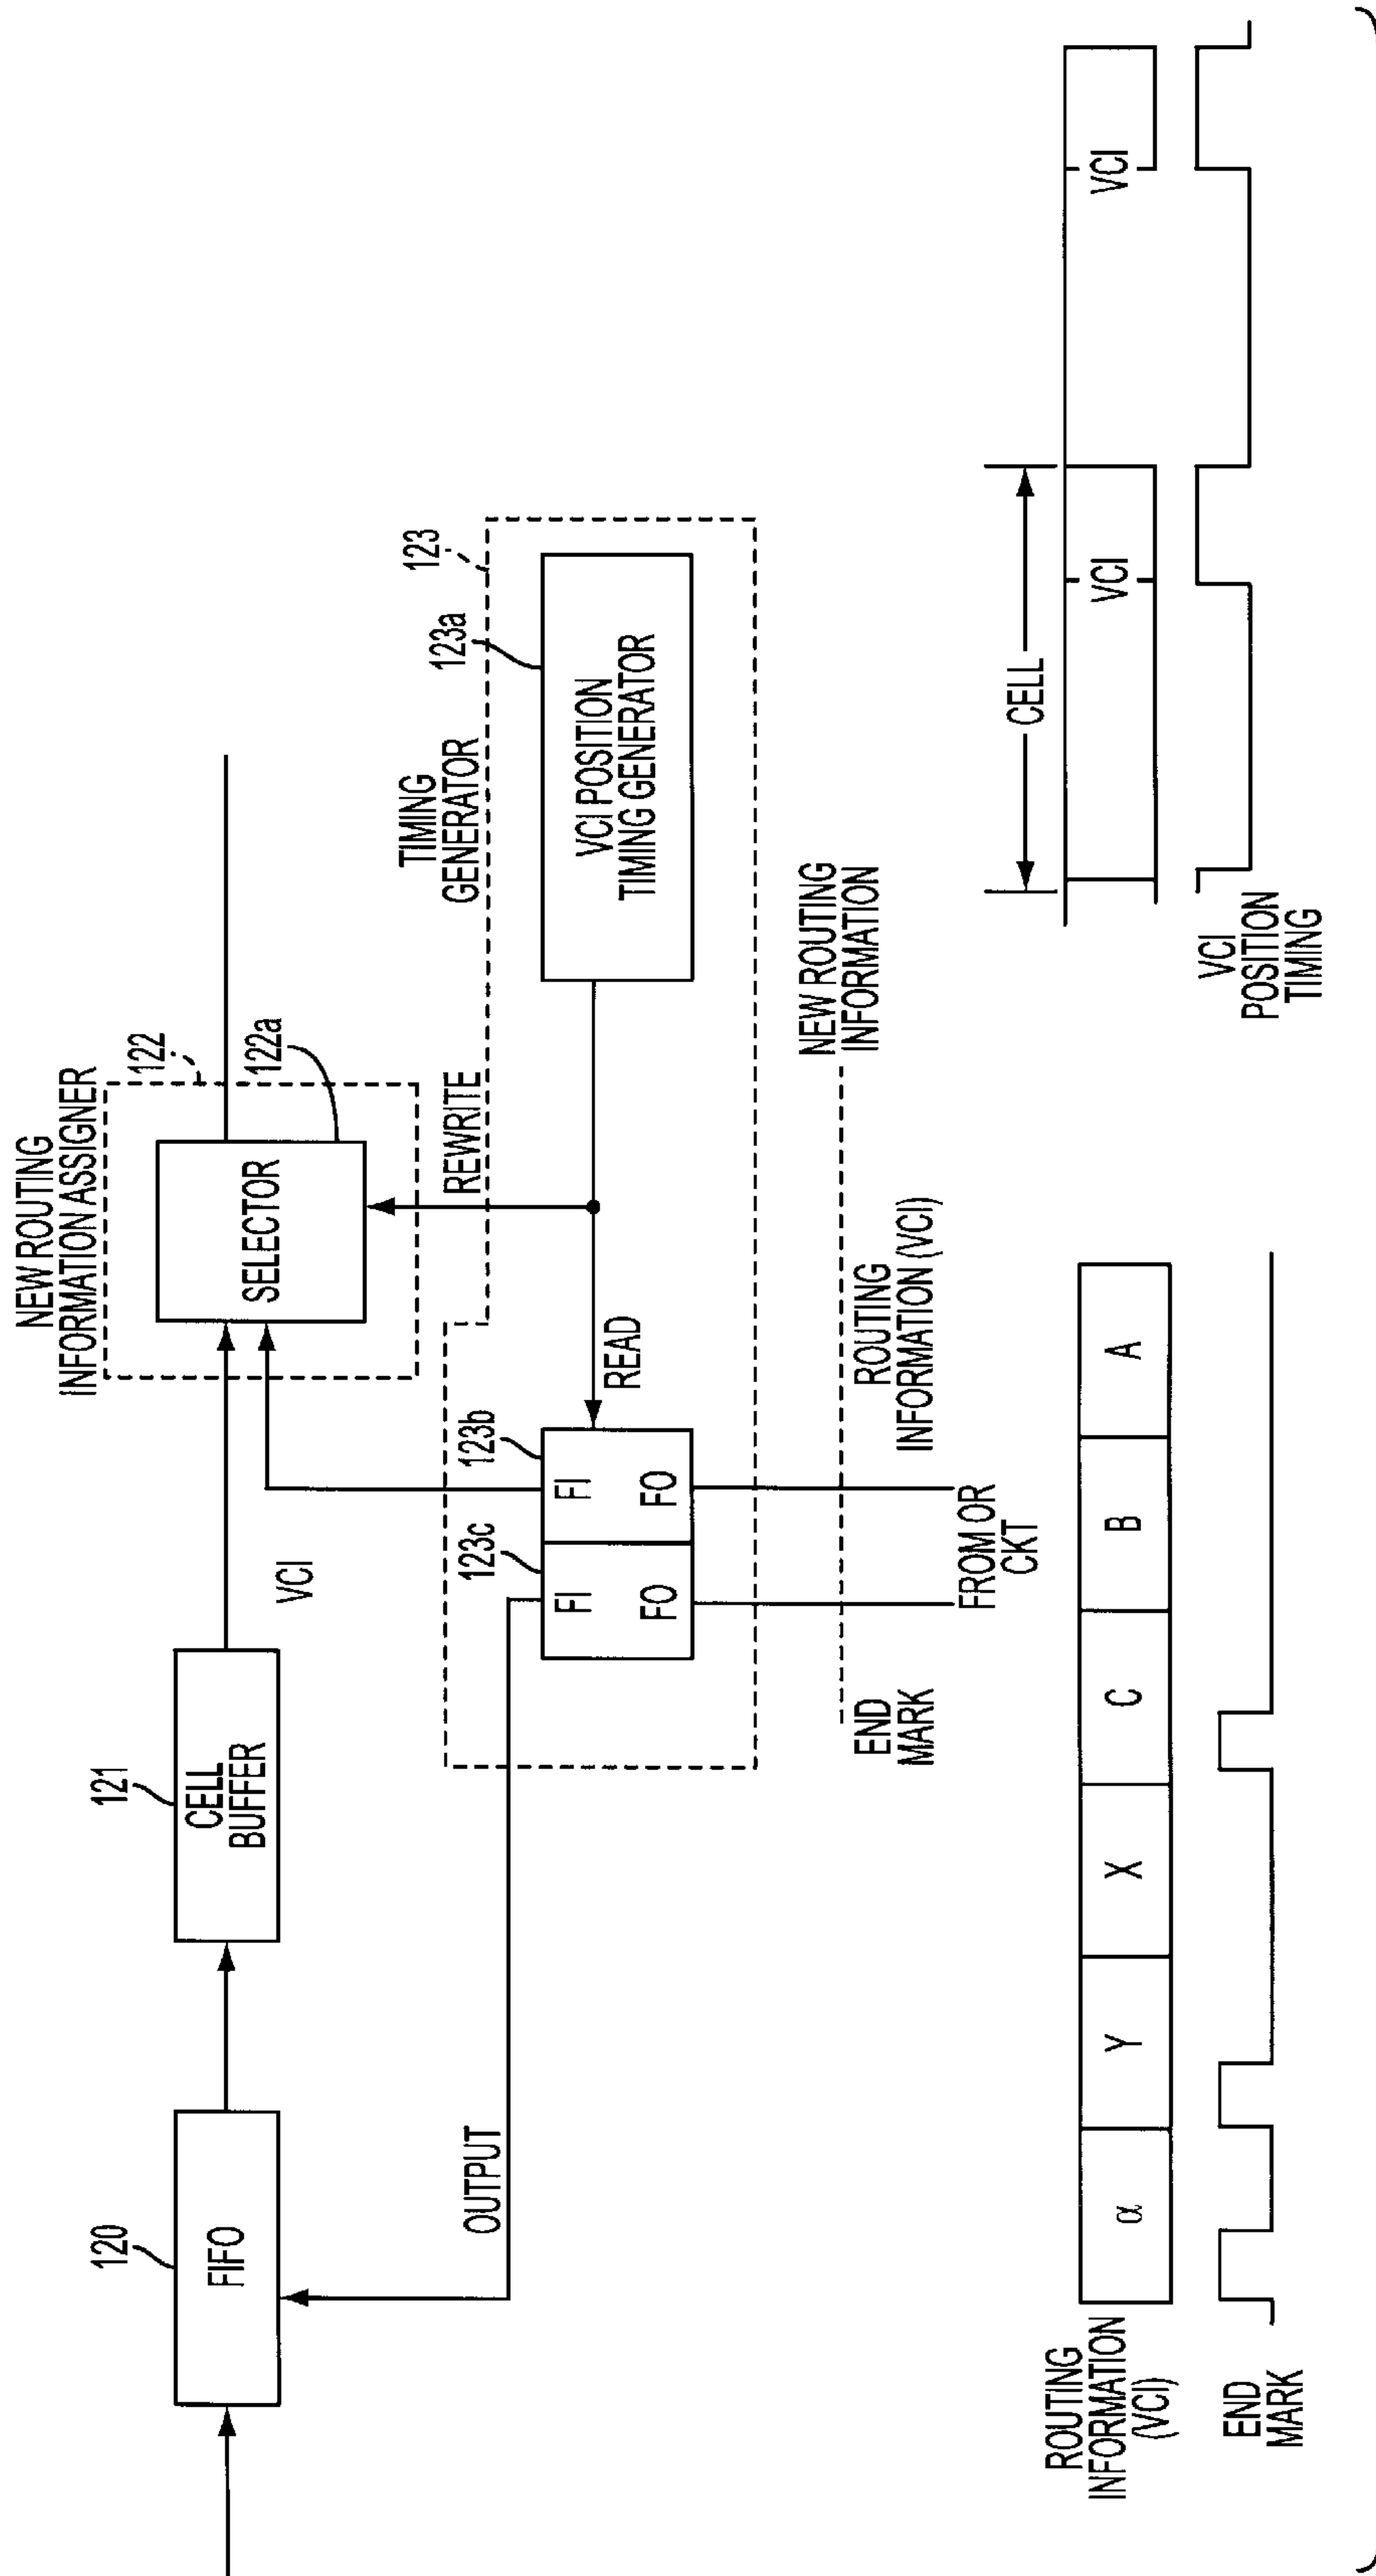 120
FIFO
121
CELL
BUFFER
VCI
NEW ROUTING
INFORMATION ASSIGNER
122
122a
SELECTOR
OUTPUT
REWRITE
READ
TIMING
GENERATOR
123
123a
VCI POSITION
TIMING GENERATOR
123c
123b
FI
FI
FO
FO
END
MARK
ROUTING
INFORMATION (VCI)
NEW ROUTING
INFORMATION
FROM OR
CKT
ROUTING
INFORMATION
(VCI)
α
Y
X
C
B
A
END
MARK
CELL
VCI
VCI
VCI
POSITION
TIMING